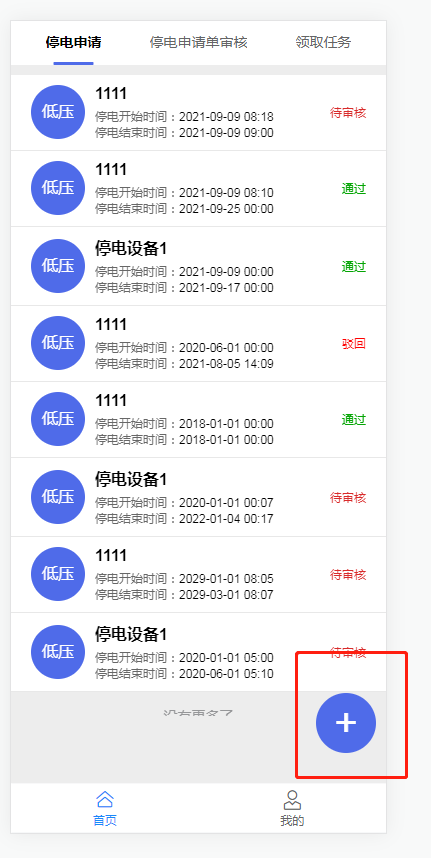 停电申请 停电申请单审核 领取任务
低压
1111
停电开始时间：2021-09-09 08:18
停电结束时间：2021-09-09 09:00
待审核
低压
1111
停电开始时间：2021-09-09 08:10
停电结束时间：2021-09-25 00:00
通过
低压
停电设备1
停电开始时间：2021-09-09 00:00
停电结束时间：2021-09-17 00:00
通过
低压
1111
停电开始时间：2020-06-01 00:00
停电结束时间：2021-08-05 14:09
驳回
低压
1111
停电开始时间：2018-01-01 00:00
停电结束时间：2018-01-01 00:00
通过
低压
停电设备1
停电开始时间：2020-01-01 00:07
停电结束时间：2022-01-04 00:17
待审核
低压
1111
停电开始时间：2029-01-01 08:05
停电结束时间：2029-03-01 08:07
待审核
低压
停电设备1
停电开始时间：2020-01-01 05:00
停电结束时间：2020-06-01 05:10
待审核
没有更多了
+
首页 我的